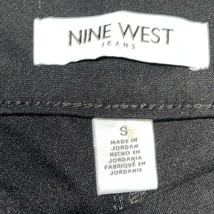 NINE WEST
JEANS
S
MADE IN
JORDAN
HECHO EN
JORDANIA
FABRIQUÉ EN
JORDANIE